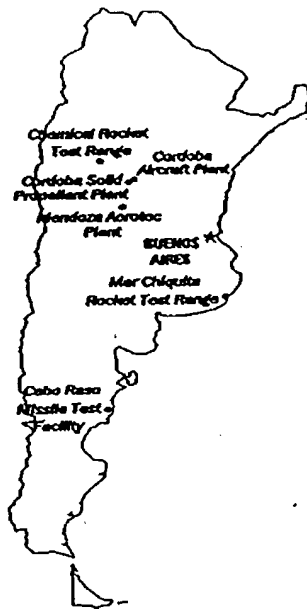 Chamical Rocket
Test Range
Cordoba
Aircraft Plant
Cordoba Solid
Propellant Plant
Mendoza Aerotec
Plant
BUENOS
AIRES
Mar Chiquita
Rocket Test Range
Cabo Raso
Missile Test
Facility